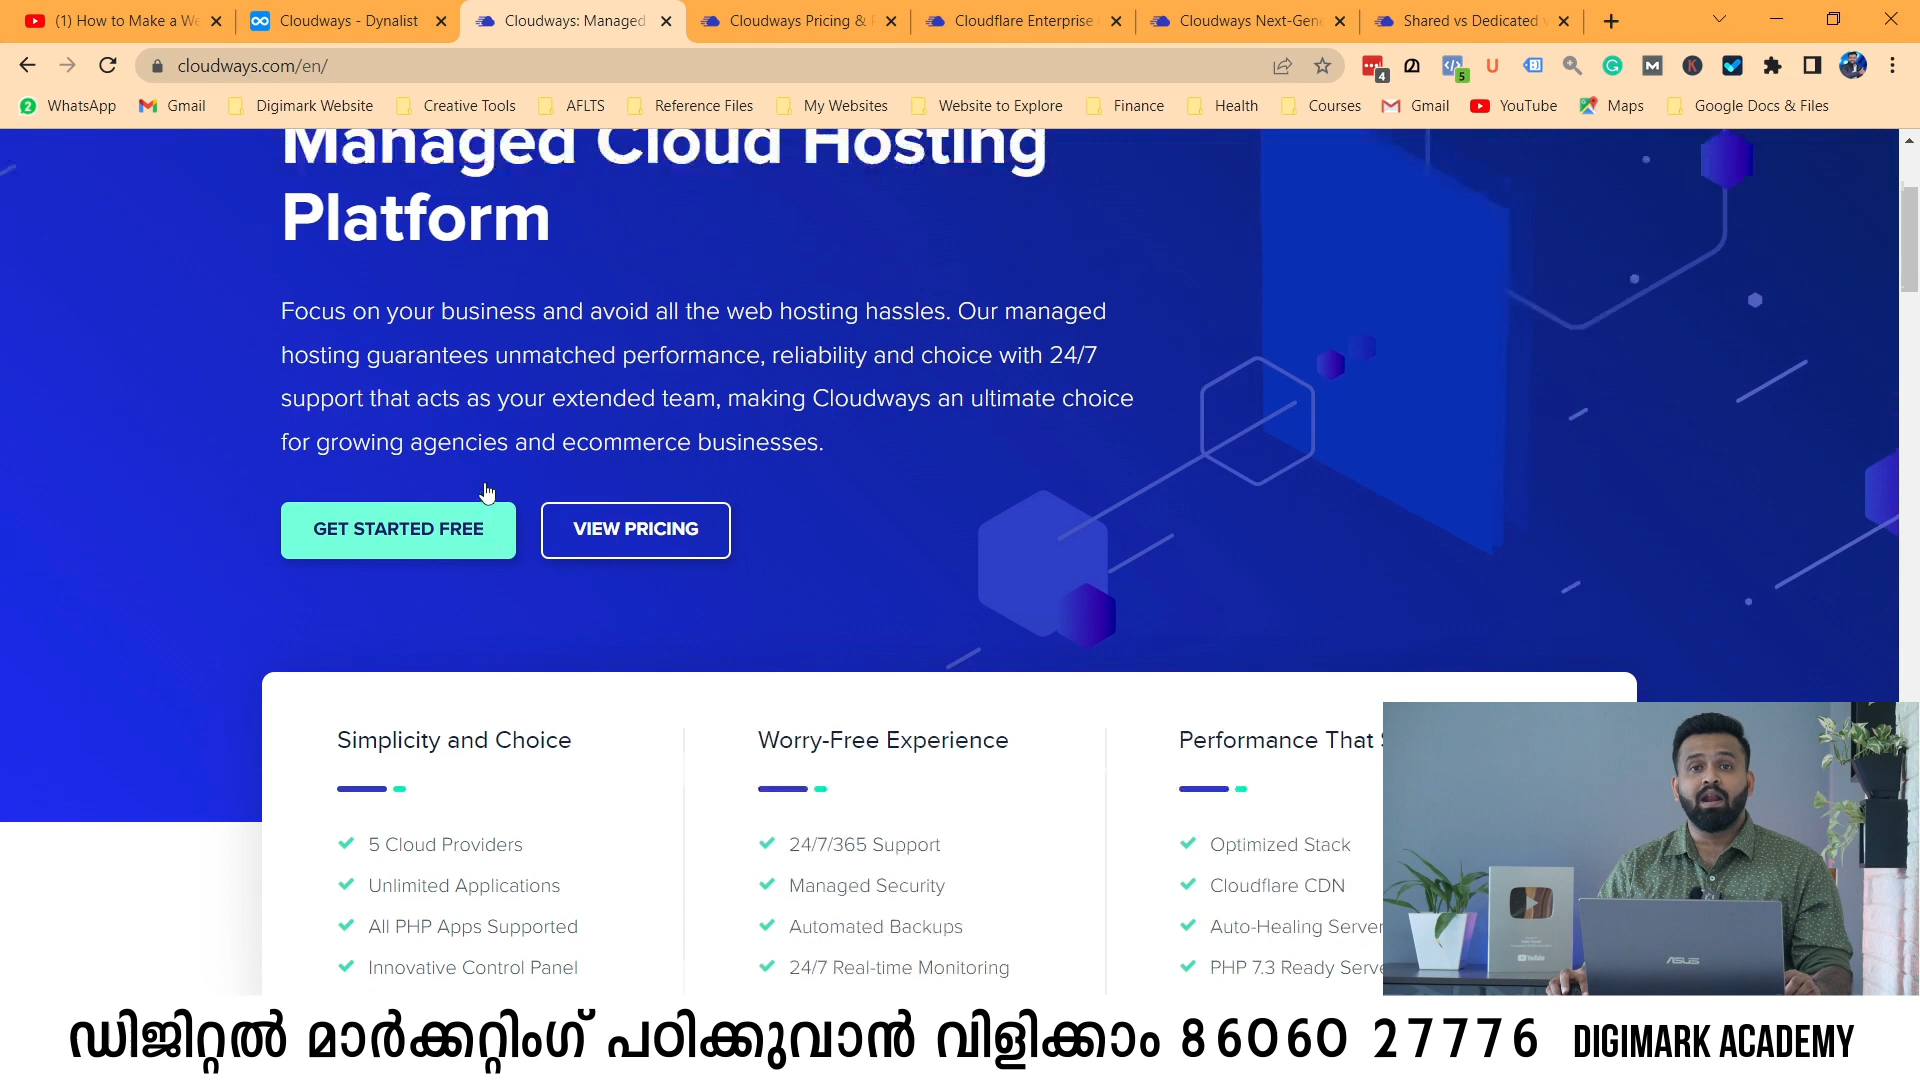 (1) How to Make a We
Cloudways - Dynalist
Cloudways: Managed
Cloudways Pricing &
Cloudflare Enterprise
Cloudways Next-Gen
Shared vs Dedicated
cloudways.com/en/
4
5
WhatsApp
Gmail
Digimark Website
Creative Tools
AFLTS
Reference Files
My Websites
Website to Explore
Finance
Health
Courses
Gmail
YouTube
Maps
Google Docs & Files
Managed Cloud Hosting
Platform
Focus on your business and avoid all the web hosting hassles. Our managed
hosting guarantees unmatched performance, reliability and choice with 24/7
support that acts as your extended team, making Cloudways an ultimate choice
for growing agencies and ecommerce businesses.
GET STARTED FREE
VIEW PRICING
Simplicity and Choice
5 Cloud Providers
Unlimited Applications
All PHP Apps Supported
Innovative Control Panel
Worry-Free Experience
24/7/365 Support
Managed Security
Automated Backups
24/7 Real-time Monitoring
Performance That
Optimized Stack
Cloudflare CDN
Auto-Healing Server
PHP 7.3 Ready Serve
YouTube
ASUS
ഡിജിറ്റൽ മാർക്കറ്റിംഗ് പഠിക്കുവാൻ വിളിക്കാം 86060 27776 DIGIMARK ACADEMY